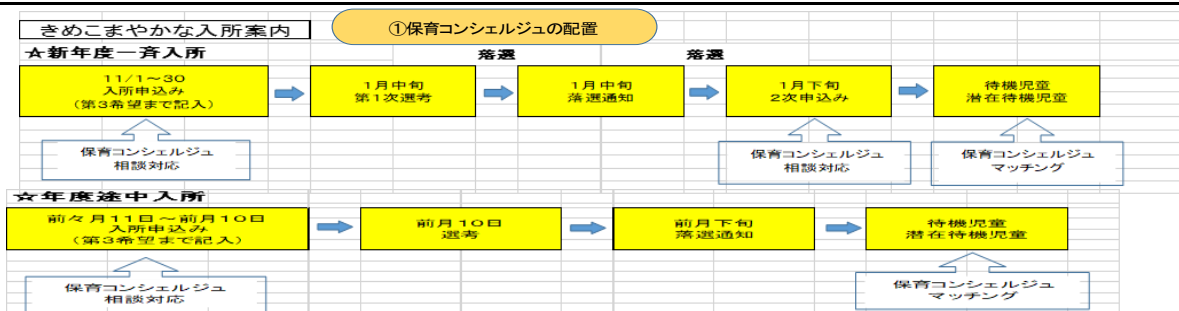 きめこまやかな入所案内
①保育コンシェルジュの配置
☆新年度一斉入所
落選
落選
11/1～30
入所申込み
（第3希望まで記入）
1月中旬
第1次選考
1月中旬
落選通知
1月下旬
2次申込み
待機児童
潜在待機児童
保育コンシェルジュ
相談対応
保育コンシェルジュ
相談対応
保育コンシェルジュ
マッチング
☆年度途中入所
前々月11日～前月10日
入所申込み
（第3希望まで記入）
前月10日
選考
前月下旬
落選通知
待機児童
潜在待機児童
保育コンシェルジュ
相談対応
保育コンシェルジュ
マッチング